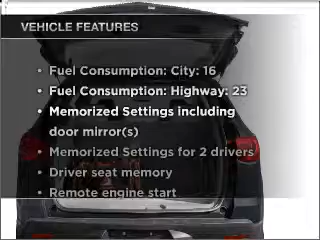 VEHICLE FEATURES
• Fuel Consumption: City: 16
• Fuel Consumption: Highway: 23
• Memorized Settings including
door mirror(s)
• Memorized Settings for 2 drivers
• Driver seat memory
• Remote engine start